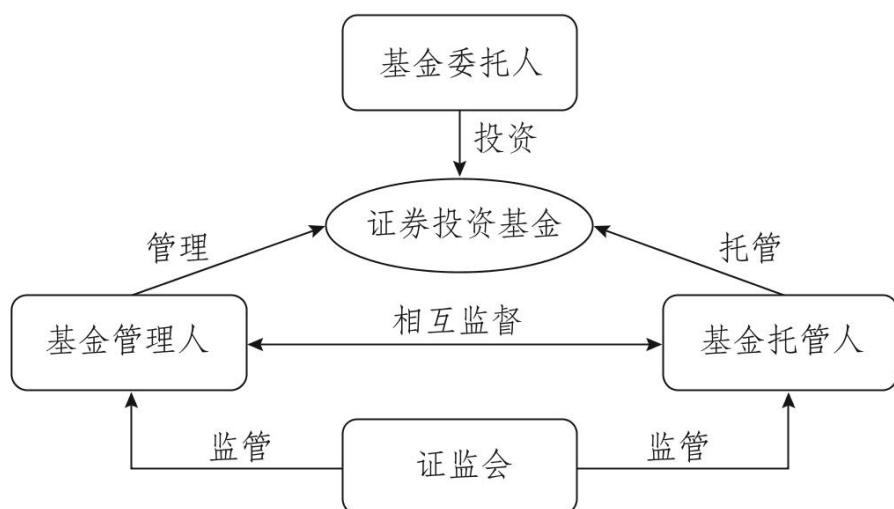 基金委托人
投资
证券投资基金
管理
托管
基金管理人
相互监督
基金托管人
监管
证监会
监管